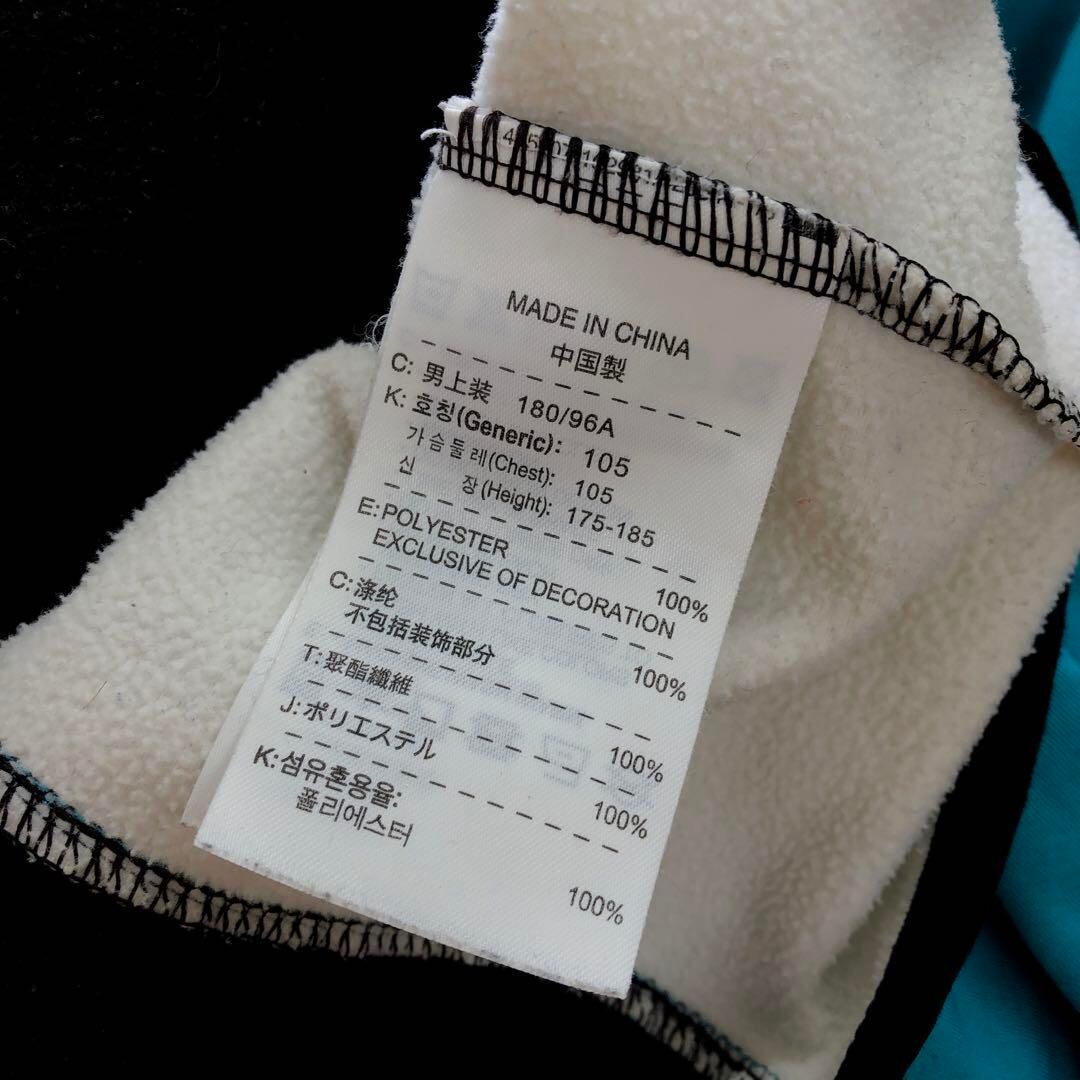 MADE IN CHINA
中国製
C: 男上装 180/96A
K: 호칭(Generic): 105
가슴둘레(Chest): 105
신 장(Height): 175-185
E: POLYESTER 100%
EXCLUSIVE OF DECORATION
C: 涤纶 100%
不包括装饰部分
T: 聚酯纖維 100%
J: ポリエステル 100%
K: 섬유혼용율:
폴리에스터 100%